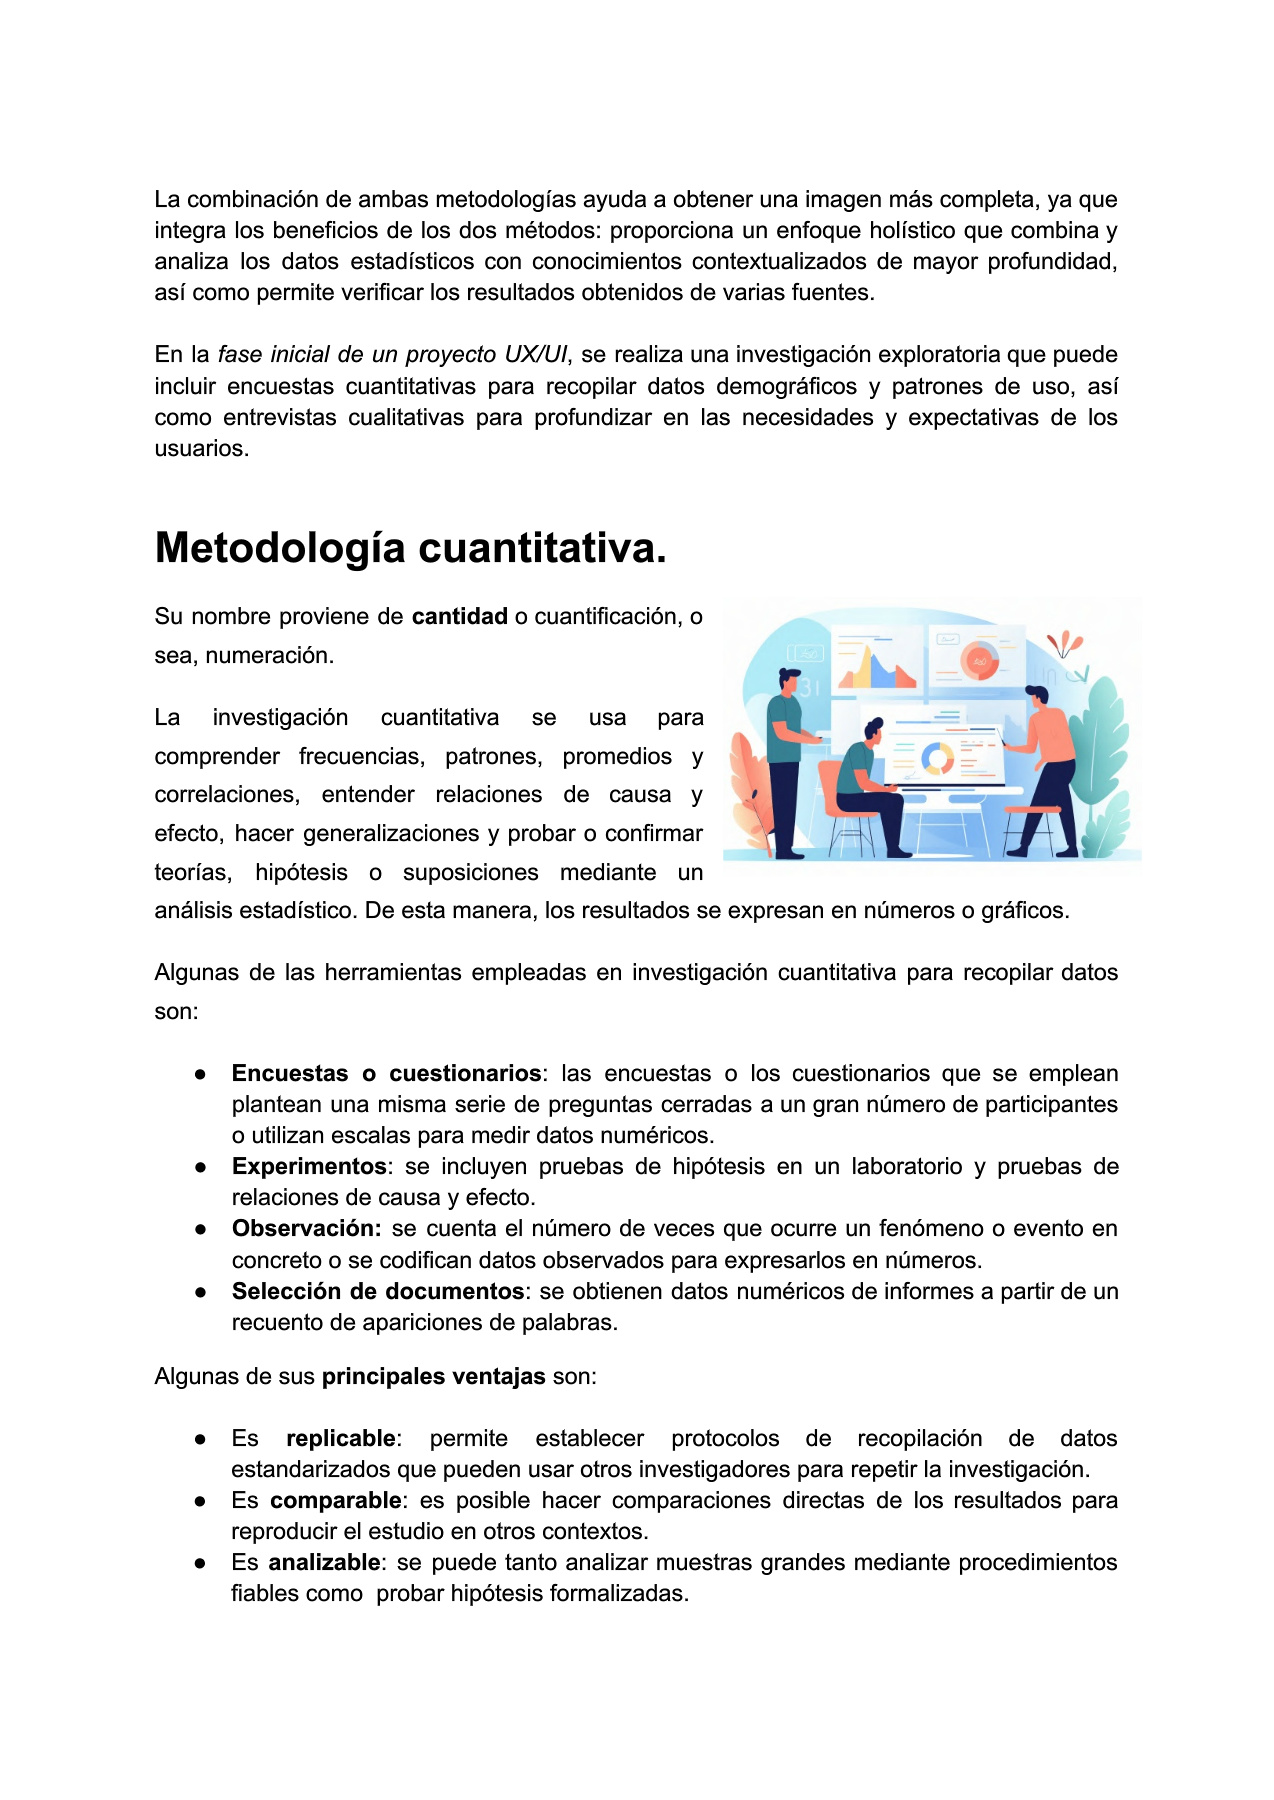 La combinación de ambas metodologías ayuda a obtener una imagen más completa, ya que
integra los beneficios de los dos métodos: proporciona un enfoque holístico que combina y
analiza los datos estadísticos con conocimientos contextualizados de mayor profundidad,
así como permite verificar los resultados obtenidos de varias fuentes.
En la fase inicial de un proyecto UX/UI, se realiza una investigación exploratoria que puede
incluir encuestas cuantitativas para recopilar datos demográficos y patrones de uso, así
como entrevistas cualitativas para profundizar en las necesidades y expectativas de los
usuarios.
Metodología cuantitativa.
Su nombre proviene de cantidad o cuantificación, o
sea, numeración.
La investigación cuantitativa se usa para
comprender frecuencias, patrones, promedios y
correlaciones, entender relaciones de causa y
efecto, hacer generalizaciones y probar o confirmar
teorías, hipótesis o suposiciones mediante un
análisis estadístico. De esta manera, los resultados se expresan en números o gráficos.
Algunas de las herramientas empleadas en investigación cuantitativa para recopilar datos
son:
● Encuestas o cuestionarios: las encuestas o los cuestionarios que se emplean
plantean una misma serie de preguntas cerradas a un gran número de participantes
o utilizan escalas para medir datos numéricos.
● Experimentos: se incluyen pruebas de hipótesis en un laboratorio y pruebas de
relaciones de causa y efecto.
● Observación: se cuenta el número de veces que ocurre un fenómeno o evento en
concreto o se codifican datos observados para expresarlos en números.
● Selección de documentos: se obtienen datos numéricos de informes a partir de un
recuento de apariciones de palabras.
Algunas de sus principales ventajas son:
● Es replicable: permite establecer protocolos de recopilación de datos
estandarizados que pueden usar otros investigadores para repetir la investigación.
● Es comparable: es posible hacer comparaciones directas de los resultados para
reproducir el estudio en otros contextos.
● Es analizable: se puede tanto analizar muestras grandes mediante procedimientos
fiables como  probar hipótesis formalizadas.